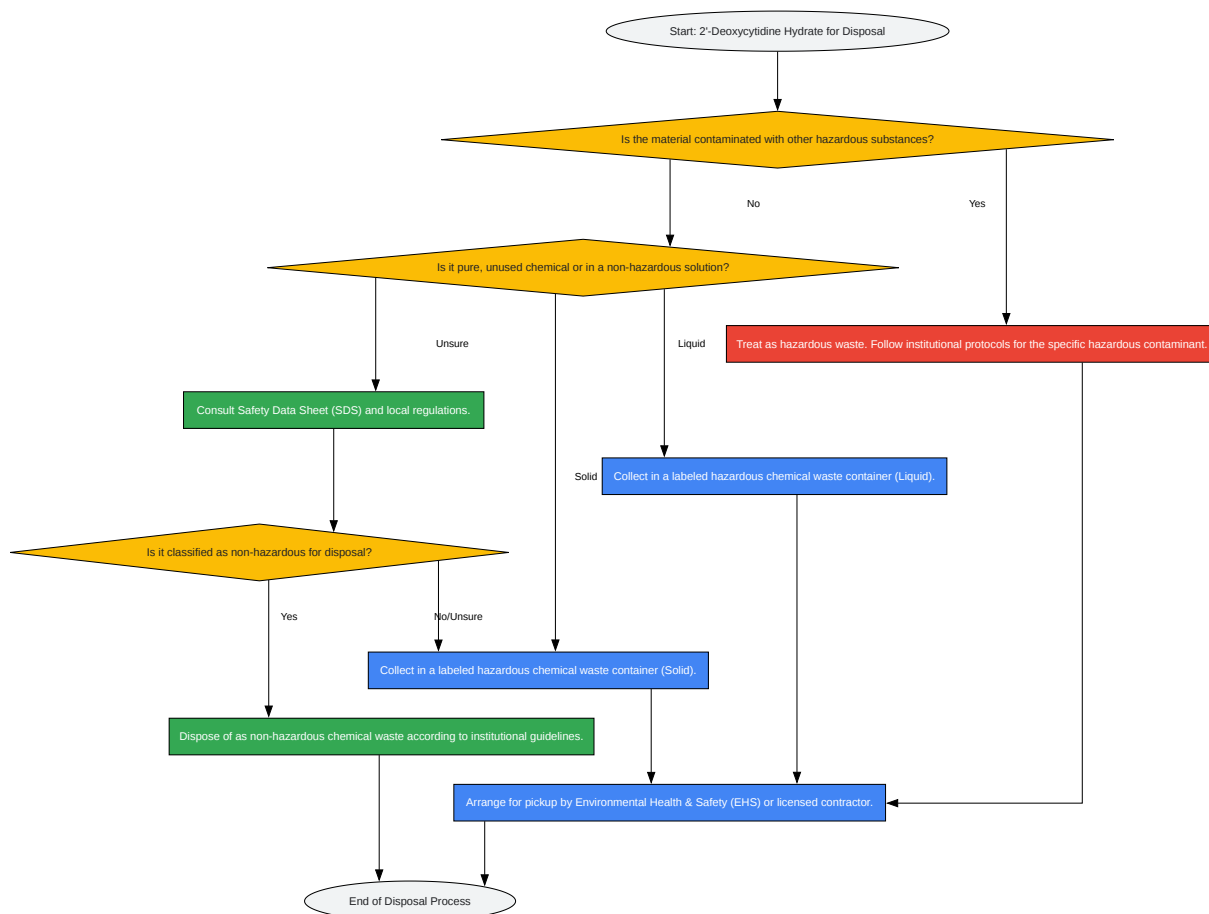 Start: 2'-Deoxycytidine Hydrate for Disposal
Is the material contaminated with other hazardous substances?
No
Yes
Is it pure, unused chemical or in a non-hazardous solution?
Unsure
Liquid
Treat as hazardous waste. Follow institutional protocols for the specific hazardous contaminant.
Consult Safety Data Sheet (SDS) and local regulations.
Solid
Collect in a labeled hazardous chemical waste container (Liquid).
Is it classified as non-hazardous for disposal?
Yes
No/Unsure
Collect in a labeled hazardous chemical waste container (Solid).
Dispose of as non-hazardous chemical waste according to institutional guidelines.
Arrange for pickup by Environmental Health & Safety (EHS) or licensed contractor.
End of Disposal Process